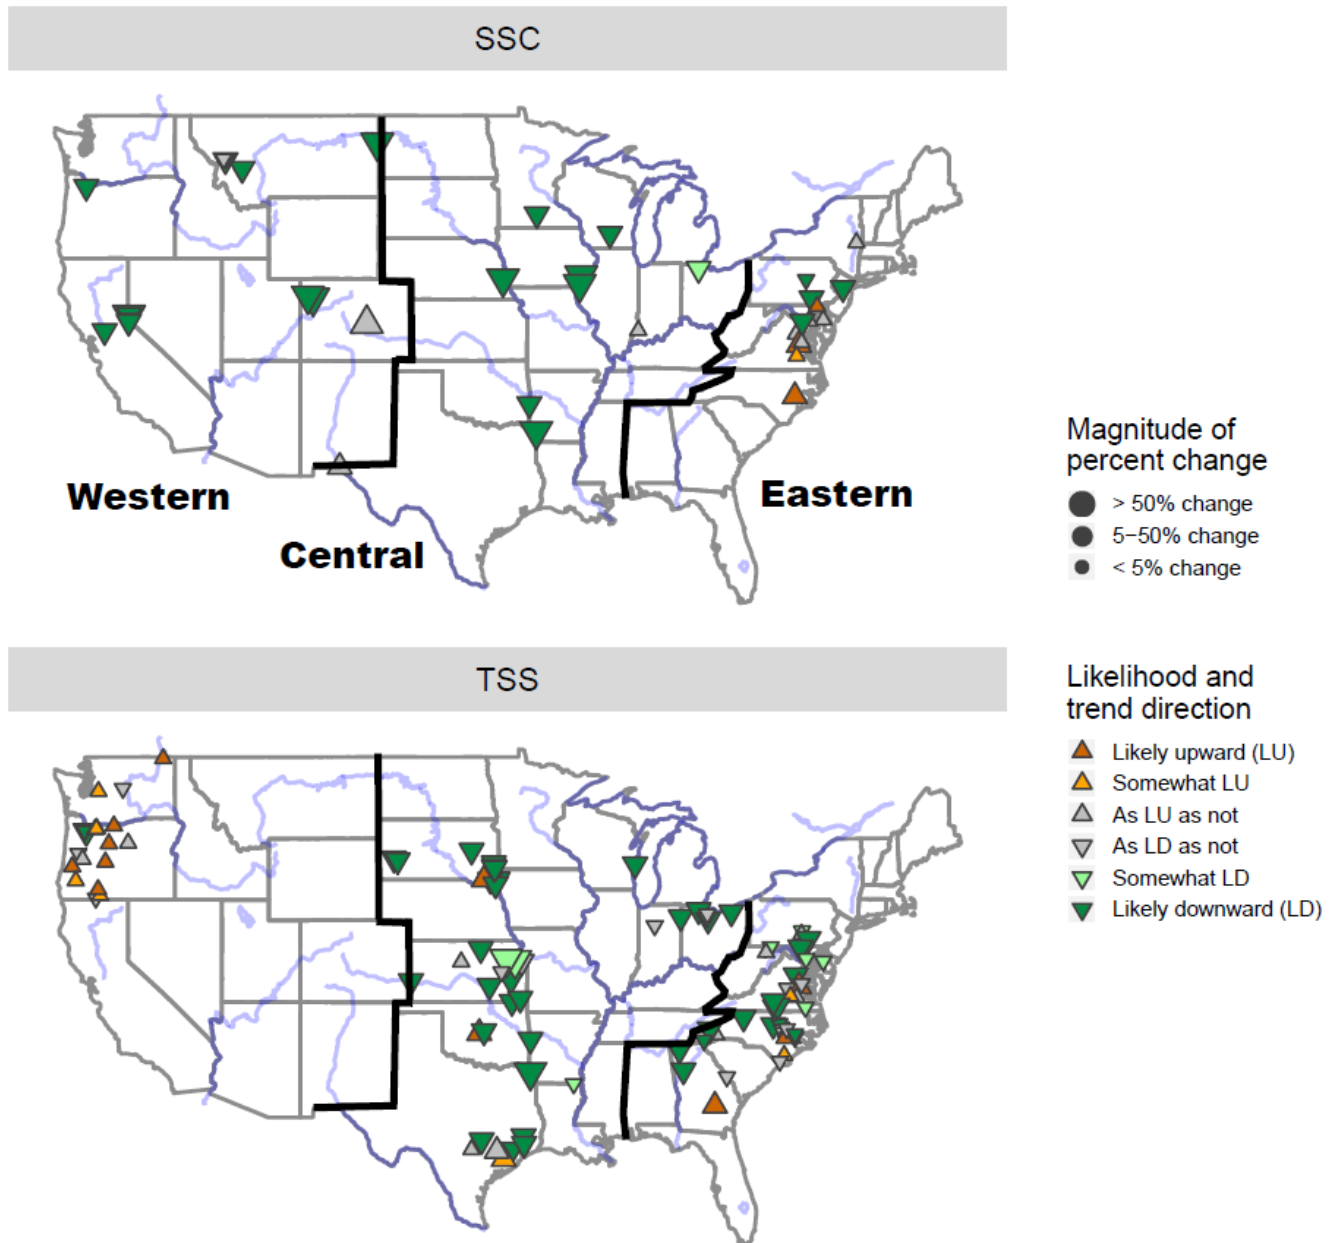 SSC
Western
Central
Eastern
Magnitude of
percent change
> 50% change
5−50% change
< 5% change
TSS
Likelihood and
trend direction
Likely upward (LU)
Somewhat LU
As LU as not
As LD as not
Somewhat LD
Likely downward (LD)